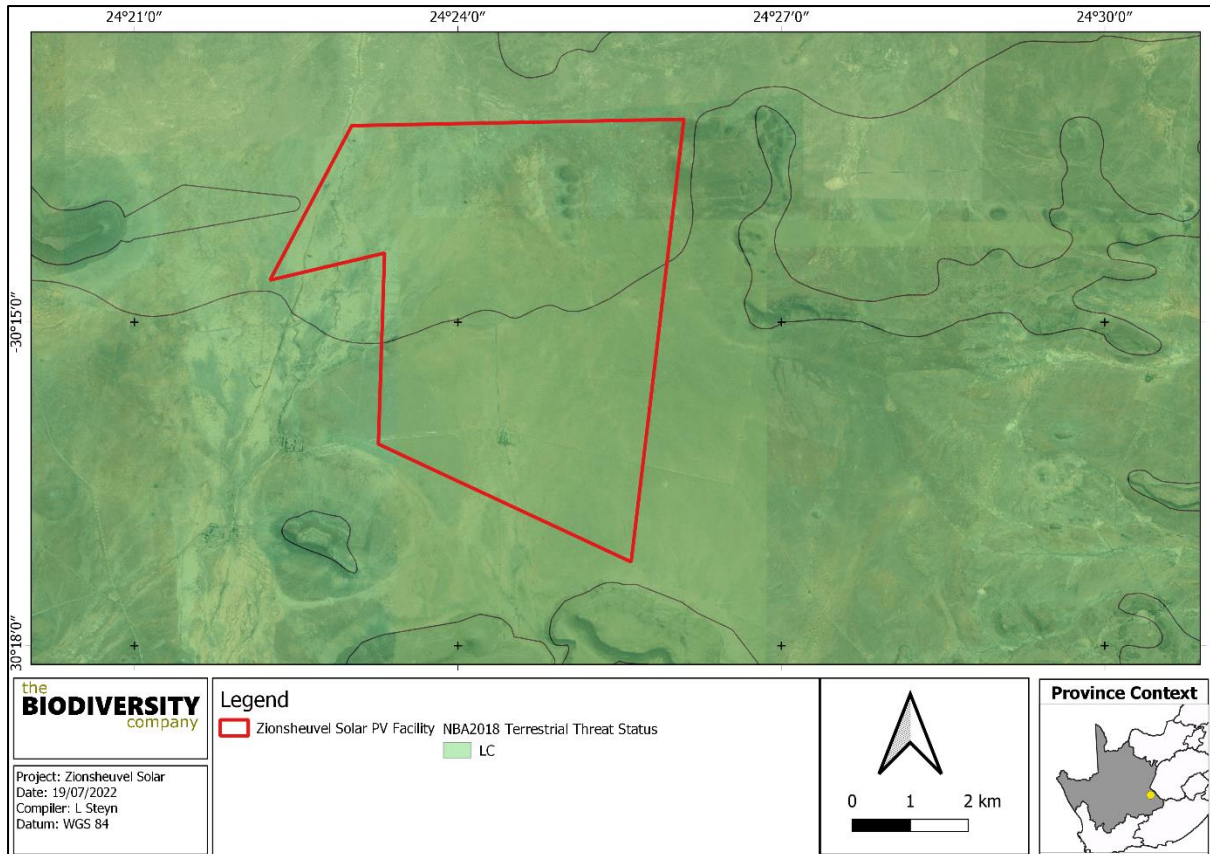 24°21′0″ 24°24′0″ 24°27′0″ 24°30′0″
-30°15′0″
30°18′0″
the
BIODIVERSITY
company
Project: Zionsheuvel Solar
Date: 19/07/2022
Compiler: L Steyn
Datum: WGS 84
Legend
Zionsheuvel Solar PV Facility NBA2018 Terrestrial Threat Status
LC
0 1 2 km
Province Context